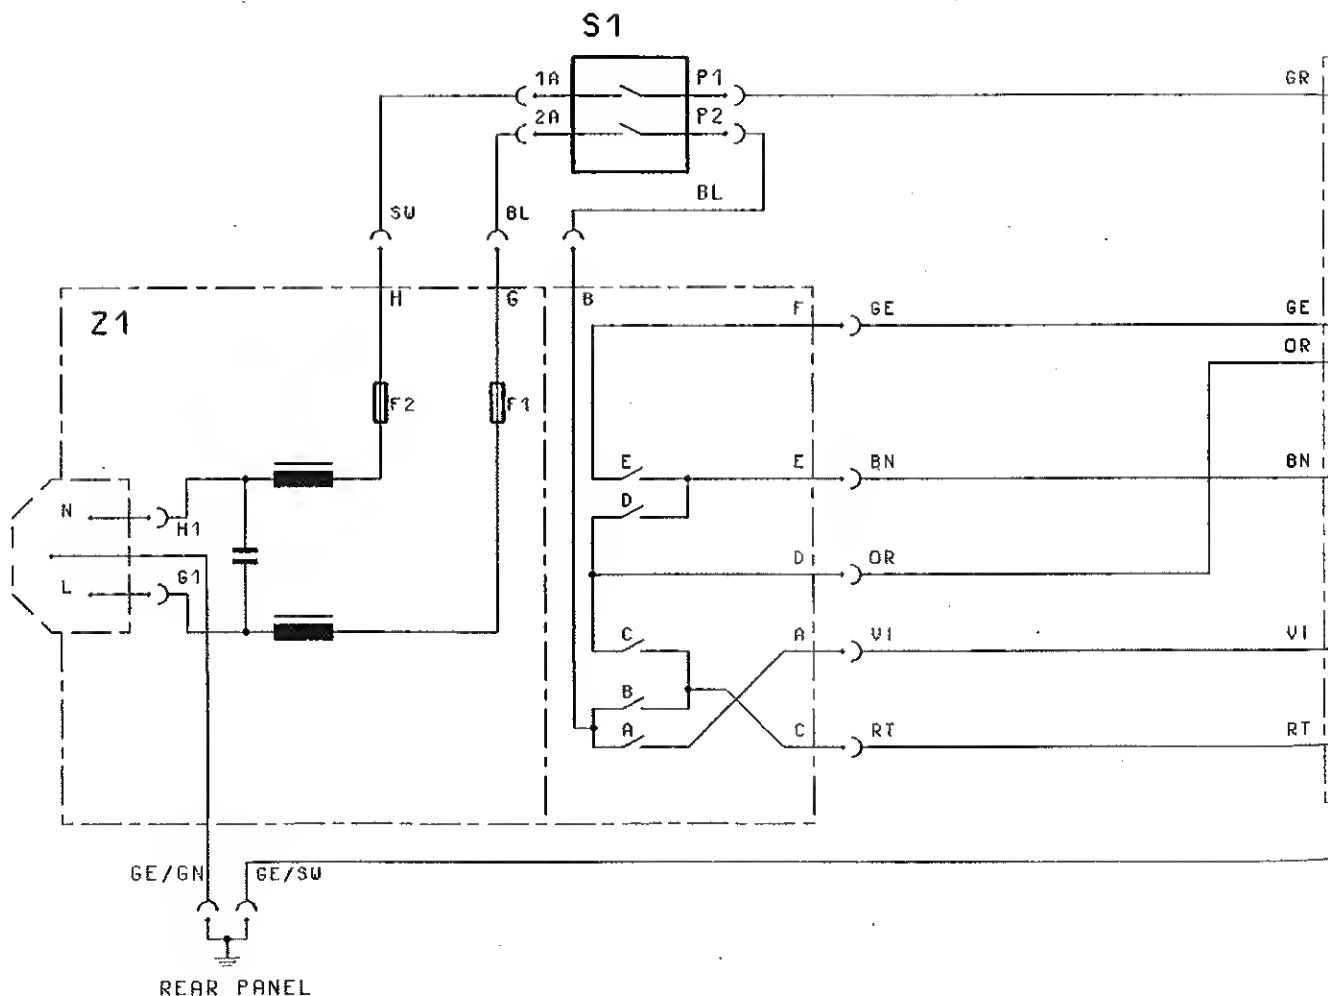 S1
1A P1 GR
2A P2
BL
SW BL
H G B
Z1 F GE GE
OR
F2 F1
E E BN BN
N D
H1
D OR
L G1
C A VI VI
B
A C RT RT
GE/GN GE/SW
REAR PANEL